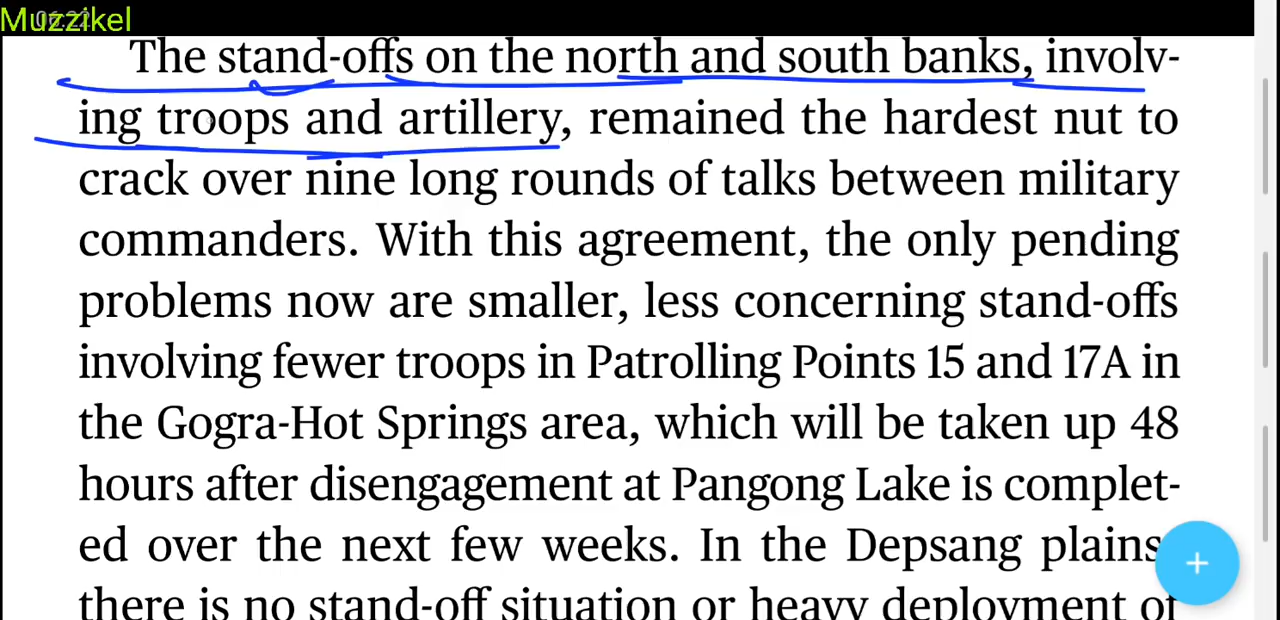 Muzzikel
The stand-offs on the north and south banks, involv-
ing troops and artillery, remained the hardest nut to
crack over nine long rounds of talks between military
commanders. With this agreement, the only pending
problems now are smaller, less concerning stand-offs
involving fewer troops in Patrolling Points 15 and 17A in
the Gogra-Hot Springs area, which will be taken up 48
hours after disengagement at Pangong Lake is complet-
ed over the next few weeks. In the Depsang plains,
there is no stand-off situation or heavy deployment of